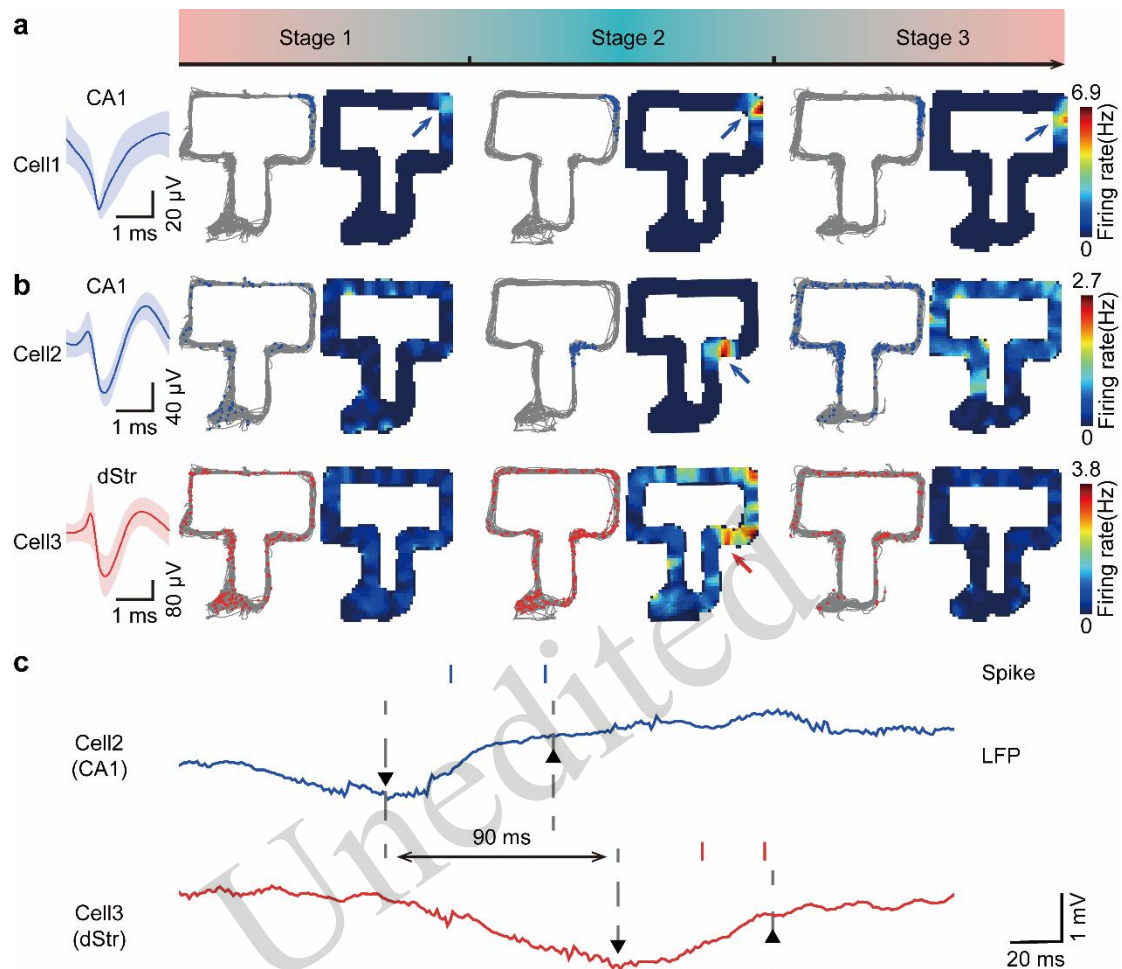 a
Stage 1 Stage 2 Stage 3
CA1
Cell1
1 ms
20 µV
6.9
Firing rate(Hz)
0
b
CA1
Cell2
1 ms
40 µV
2.7
Firing rate(Hz)
0
dStr
Cell3
1 ms
80 µV
3.8
Firing rate(Hz)
0
Unedited
c
Spike
Cell2
(CA1)
LFP
90 ms
Cell3
(dStr)
1 mV
20 ms